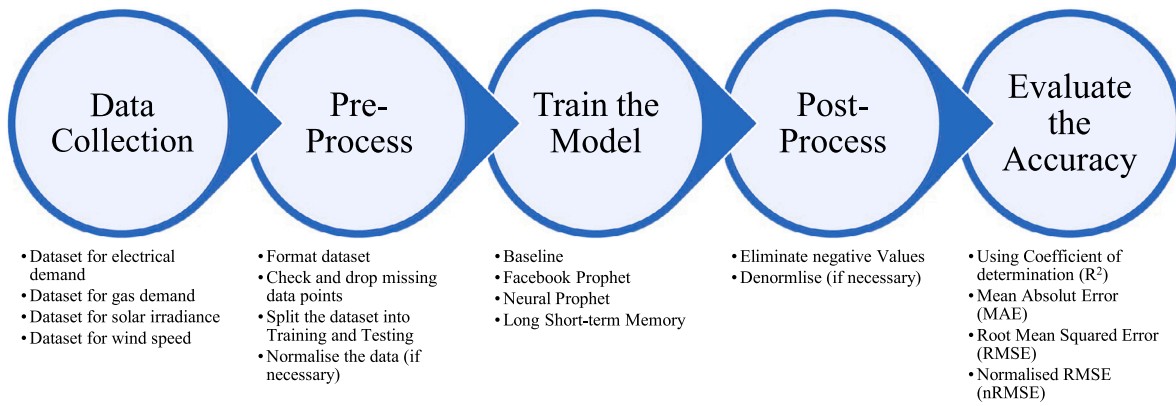 Data
Collection
Pre-
Process
Train the
Model
Post-
Process
Evaluate
the
Accuracy
• Dataset for electrical
demand
• Dataset for gas demand
• Dataset for solar irradiance
• Dataset for wind speed
• Format dataset
• Check and drop missing
data points
• Split the dataset into
Training and Testing
• Normalise the data (if
necessary)
• Baseline
• Facebook Prophet
• Neural Prophet
• Long Short-term Memory
• Eliminate negative Values
• Denormlise (if necessary)
• Using Coefficient of
determination (R²)
• Mean Absolut Error
(MAE)
• Root Mean Squared Error
(RMSE)
• Normalised RMSE
(nRMSE)